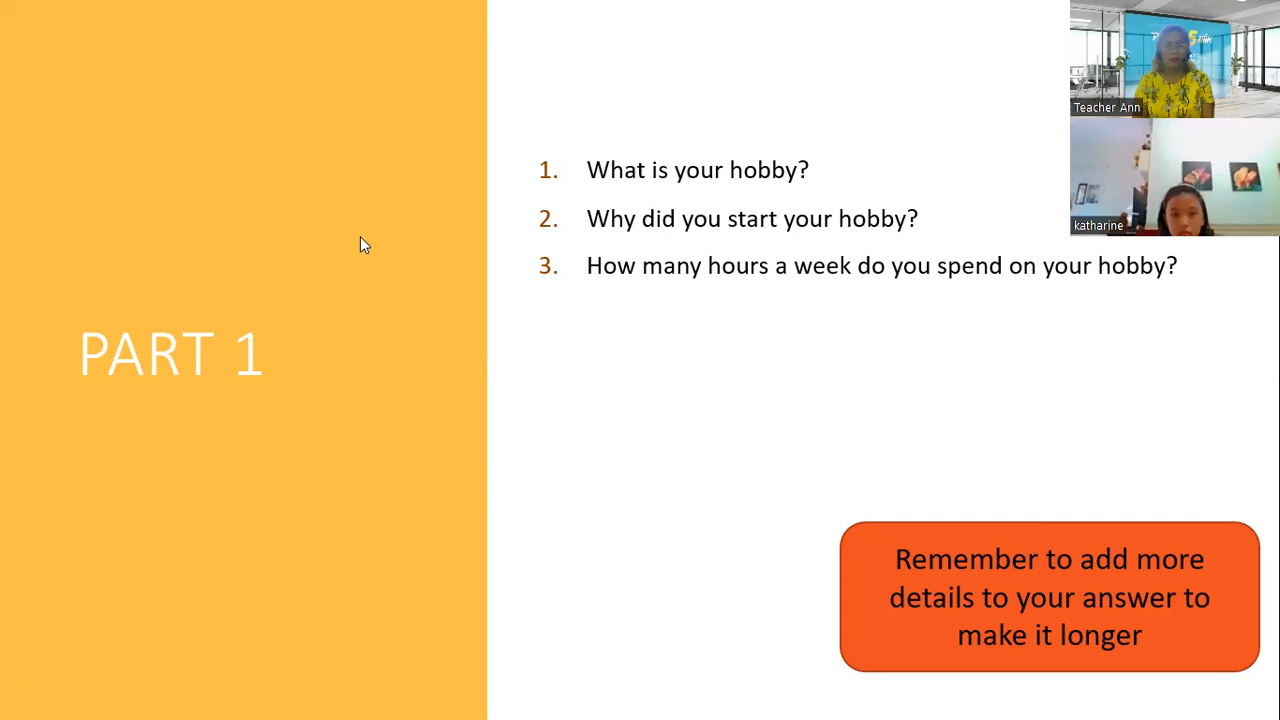 PART 1
1. What is your hobby?
2. Why did you start your hobby?
3. How many hours a week do you spend on your hobby?
Remember to add more
details to your answer to
make it longer
Teacher Ann
katharine